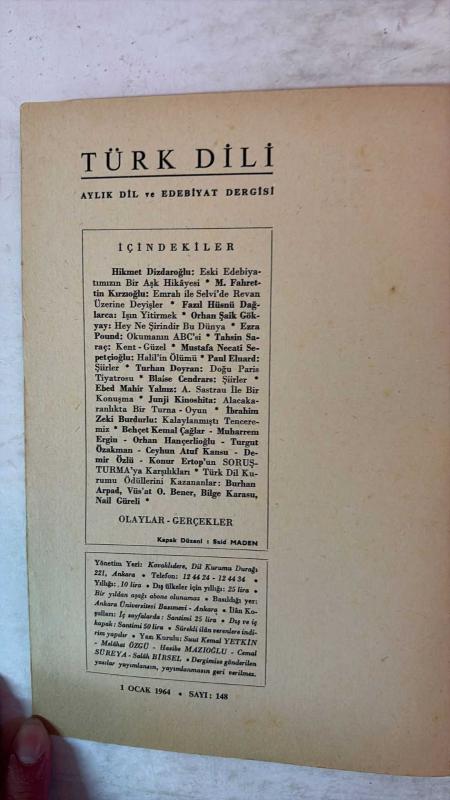 TÜRK DİLİ
AYLIK DİL ve EDEBİYAT DERGİSİ
İÇİNDEKİLER
Hikmet Dizdaroğlu: Eski Edebiya-
tımızın Bir Aşk Hikâyesi * M. Fahret-
tin Kırzıoğlu: Emrah ile Selvi'de Revan
Üzerine Deyişler * Fazıl Hüsnü Dağ-
larca: Işın Yitirmek * Orhan Şaik Gök-
yay: Hey Ne Şirindir Bu Dünya * Ezra
Pound: Okumanın ABC'si * Tahsin Sa-
raç: Kent - Güzel * Mustafa Necati Se-
petçioğlu: Halil'in Ölümü * Paul Eluard:
Şiirler * Turhan Doyran: Doğu Paris
Tiyatrosu * Blaise Cendrars: Şiirler *
Ebed Mahir Yalnız: A. Sastrau İle Bir
Konuşma * Junji Kinoshita: Alacaka-
ranlıkta Bir Turna - Oyun * İbrahim
Zeki Burdurlu: Kalaylanmıştı Tencere-
miz * Behçet Kemal Çağlar - Muharrem
Ergin - Orhan Hançerlioğlu - Turgut
Özakman - Ceyhun Atuf Kansu - De-
mir Özlü - Konur Ertop'un SORUŞ-
TURMA'ya Karşılıkları * Türk Dil Ku-
rumu Ödüllerini Kazananlar: Burhan
Arpad, Vüs'at O. Bener, Bilge Karasu,
Nail Güreli *
OLAYLAR - GERÇEKLER
Kapak Düzeni : Said MADEN
Yönetim Yeri: Kavaklıdere, Dil Kurumu Durağı
221, Ankara * Telefon: 12 44 24 - 12 44 34 *
Yıllığı: 10 lira * Dış ülkeler için yıllığı: 25 lira *
Bir yıldan aşağı abone olunamaz * Basıldığı yer:
Ankara Üniversitesi Basımevi - Ankara * İlân Ko-
şulları: İç sayfalarda: Santimi 25 lira * Dış ve iç
kapak: Santimi 50 lira * Sürekli ilân verenlere indi-
rim yapılır * Yazı Kurulu: Suut Kemal YETKİN
- Melâhat ÖZGÜ - Hasibe MAZIOĞLU - Cemal
SÜREYA - Salâh BİRSEL * Dergimize gönderilen
yazılar yayımlansın, yayımlanmasın geri verilmez.
1 OCAK 1964 * SAYI: 148